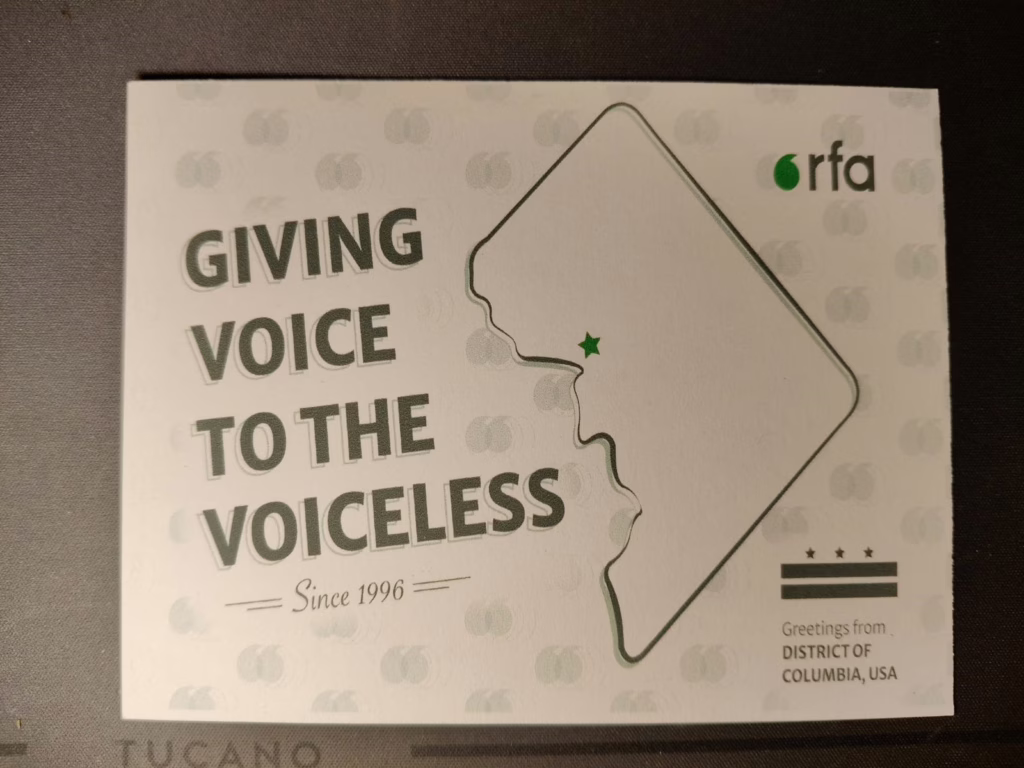 rfa
GIVING
VOICE
TO THE
VOICELESS
Since 1996
Greetings from
DISTRICT OF
COLUMBIA, USA
TUCANO